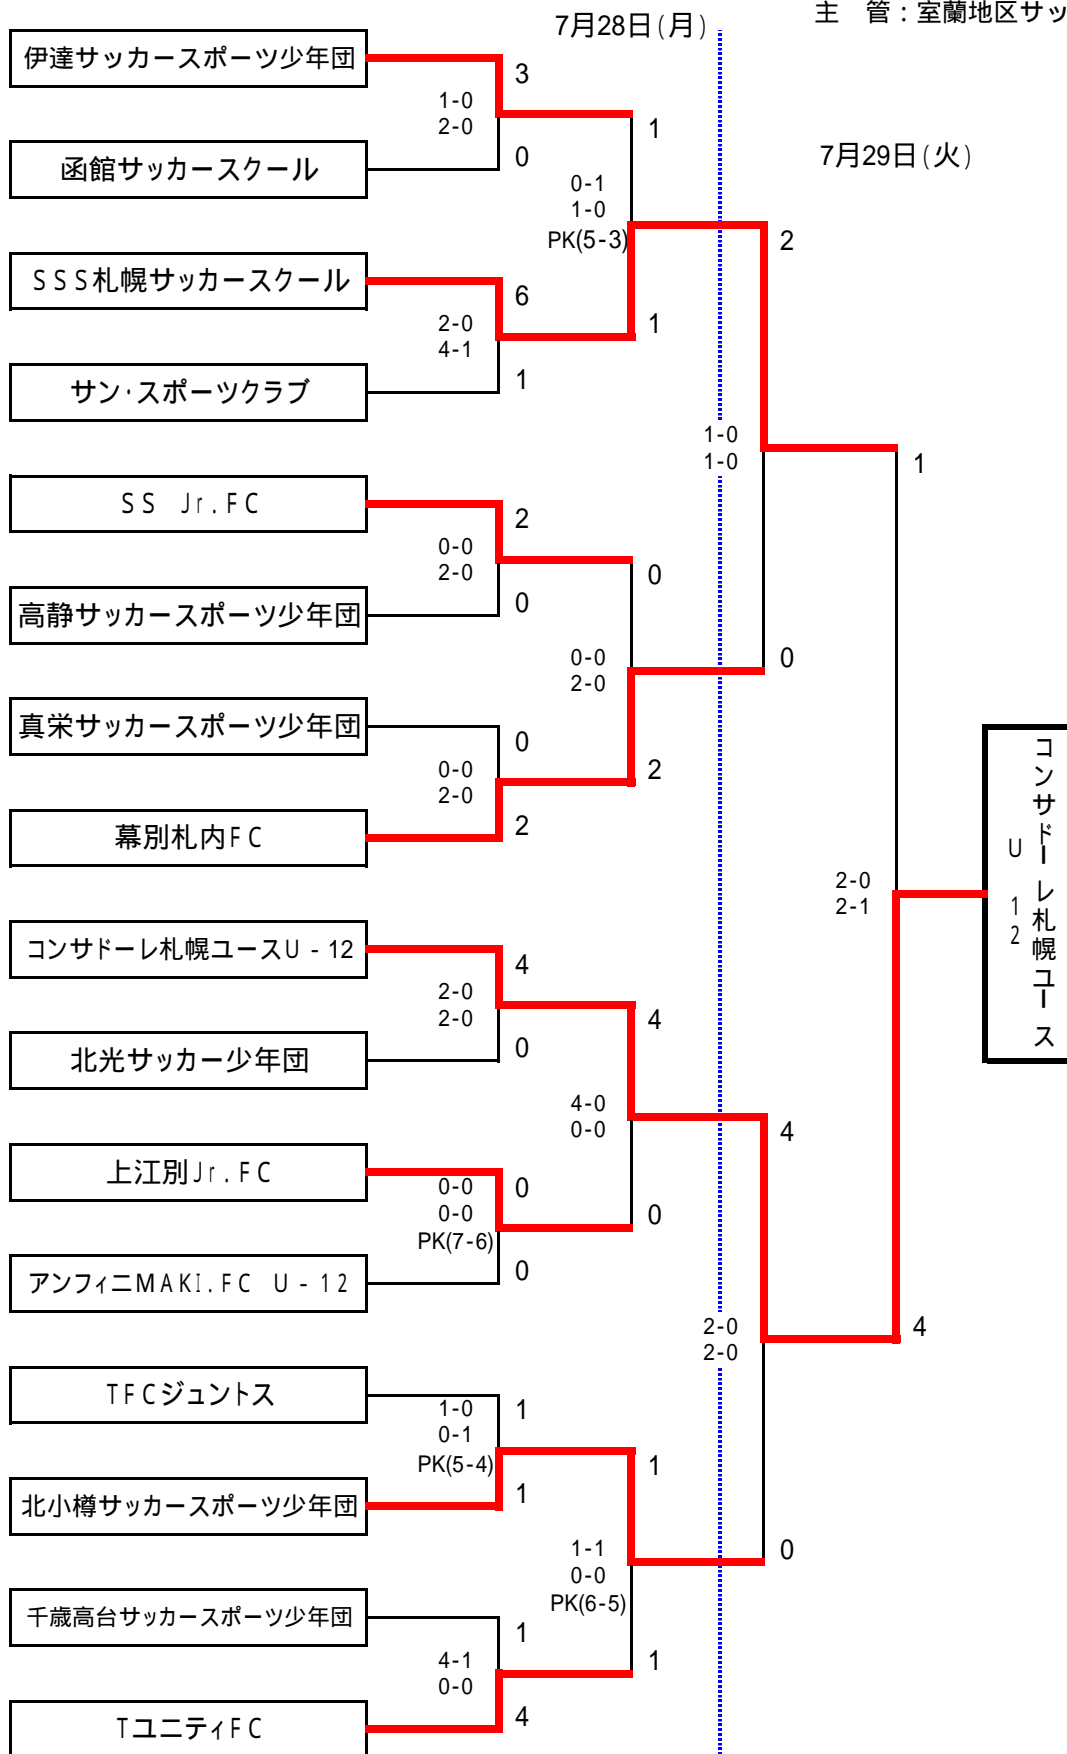 主　管：室蘭地区サッ
7月28日(月)
7月29日(火)
伊達サッカースポーツ少年団
3
1-0
2-0
1
函館サッカースクール
0
0-1
1-0
PK(5-3)
2
SSS札幌サッカースクール
6
2-0
4-1
1
サン・スポーツクラブ
1
1-0
1-0
1
SS Jr.FC
2
0-0
2-0
0
高静サッカースポーツ少年団
0
0-0
2-0
0
真栄サッカースポーツ少年団
0
0-0
2-0
2
幕別札内FC
2
2-0
2-1
コンサドーレ札幌ユース
U 12
コンサドーレ札幌ユースU-12
4
2-0
2-0
4
北光サッカー少年団
0
4-0
0-0
4
上江別Jr.FC
0
0-0
0-0
PK(7-6)
0
アンフィニMAKI.FC U-12
0
2-0
2-0
4
TFCジュントス
1
1-0
0-1
PK(5-4)
1
北小樽サッカースポーツ少年団
1
1-1
0-0
PK(6-5)
0
千歳高台サッカースポーツ少年団
1
4-1
0-0
1
TユニティFC
4